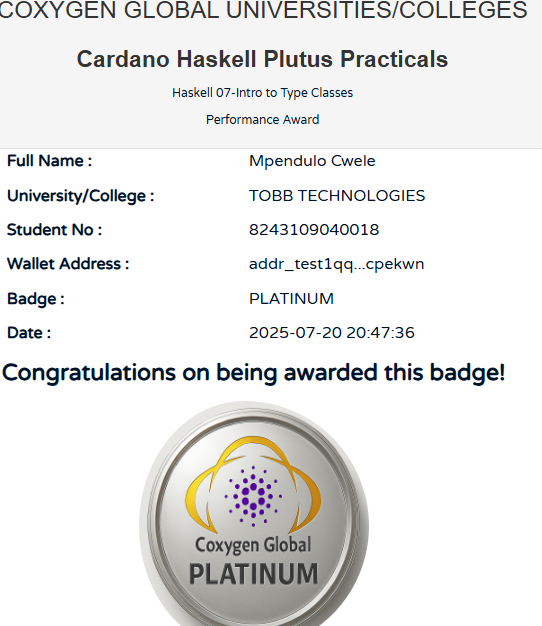 COXYGEN GLOBAL UNIVERSITIES/COLLEGES
Cardano Haskell Plutus Practicals
Haskell 07-Intro to Type Classes
Performance Award
Full Name : Mpendulo Cwele
University/College : TOBB TECHNOLOGIES
Student No : 8243109040018
Wallet Address : addr_test1qq...cpekwn
Badge : PLATINUM
Date : 2025-07-20 20:47:36
Congratulations on being awarded this badge!
Coxygen Global
PLATINUM